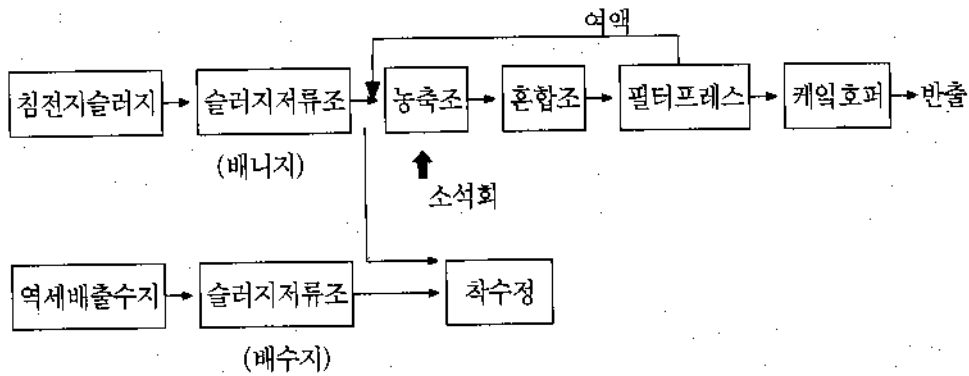 여액
침전지슬러지 슬러지저류조 농축조 혼합조 필터프레스 케익호퍼 반출
(배니지)
소석회
역세배출수지 슬러지저류조 착수정
(배수지)